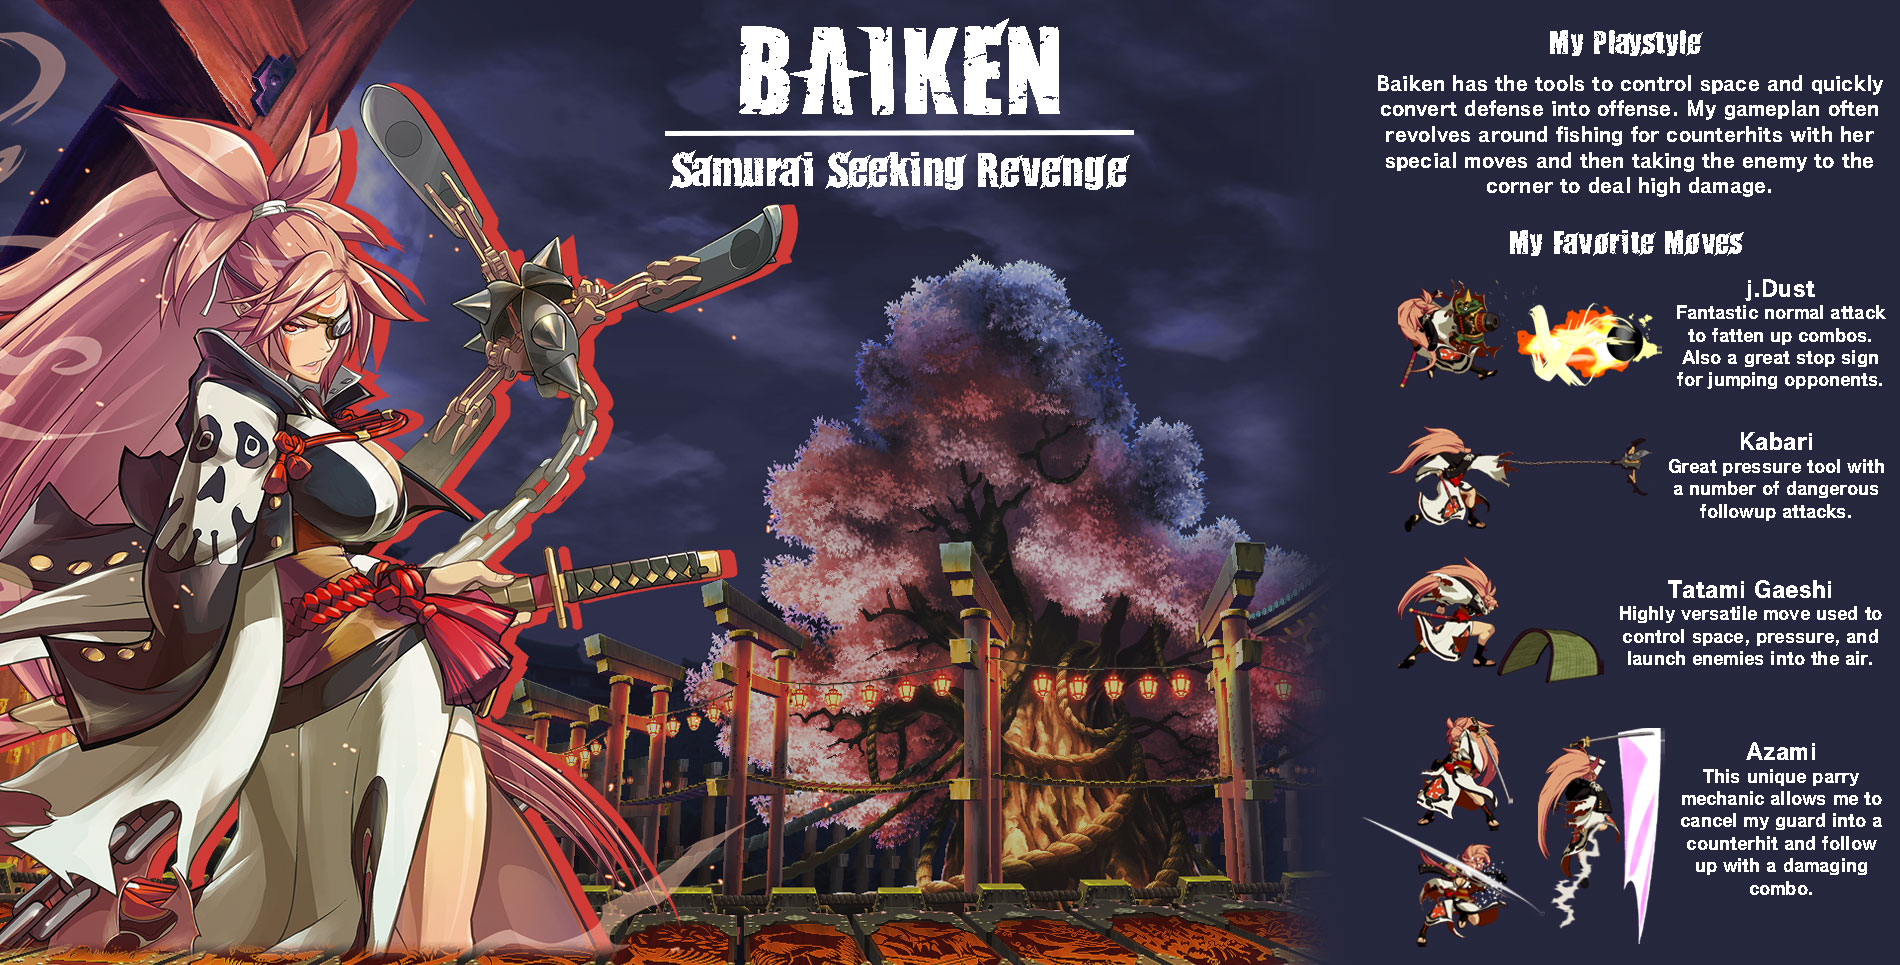 BAIKEN
Samurai Seeking Revenge
My Playstyle
Baiken has the tools to control space and quickly
convert defense into offense. My gameplan often
revolves around fishing for counterhits with her
special moves and then taking the enemy to the
corner to deal high damage.
My Favorite Moves
j.Dust
Fantastic normal attack
to fatten up combos.
Also a great stop sign
for jumping opponents.
Kabari
Great pressure tool with
a number of dangerous
followup attacks.
Tatami Gaeshi
Highly versatile move used to
control space, pressure, and
launch enemies into the air.
Azami
This unique parry
mechanic allows me to
cancel my guard into a
counterhit and follow
up with a damaging
combo.